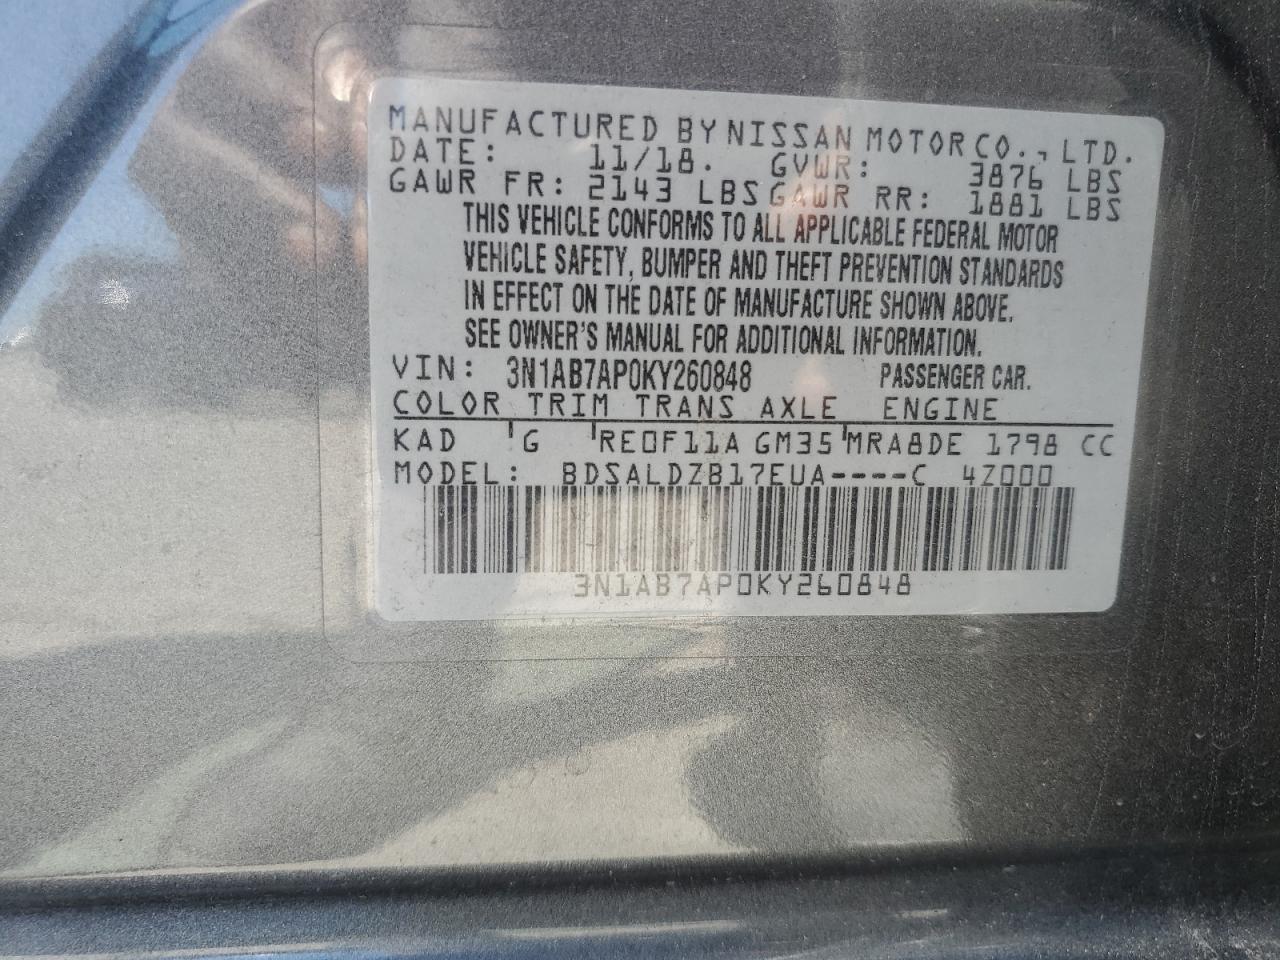 MANUFACTURED BY NISSAN MOTOR CO., LTD.
DATE: 11/18. GVWR: 3876 LBS
GAWR FR: 2143 LBS GAWR RR: 1881 LBS
THIS VEHICLE CONFORMS TO ALL APPLICABLE FEDERAL MOTOR
VEHICLE SAFETY, BUMPER AND THEFT PREVENTION STANDARDS
IN EFFECT ON THE DATE OF MANUFACTURE SHOWN ABOVE.
SEE OWNER'S MANUAL FOR ADDITIONAL INFORMATION.
VIN: 3N1AB7AP0KY260848 PASSENGER CAR.
COLOR TRIM TRANS AXLE ENGINE
KAD G RE0F11A GM35 MRA8DE 1798 CC
MODEL: BDSALDZB17EUA----C 4Z000
3N1AB7AP0KY260848